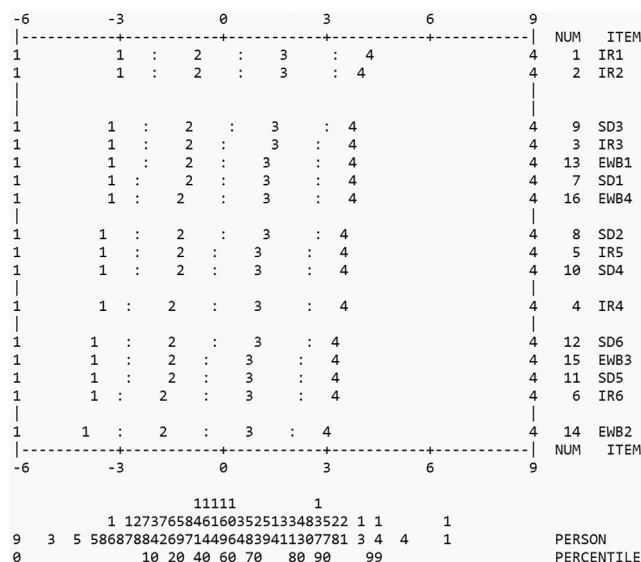 -6 -3 0 3 6 9
|------------+------------+------------+------------+------------| NUM ITEM
1 1 : 2 : 3 : 4 4 1 IR1
1 1 : 2 : 3 : 4 4 2 IR2
| |
| |
1 1 : 2 : 3 : 4 4 9 SD3
1 1 : 2 : 3 : 4 4 3 IR3
1 1 : 2 : 3 : 4 4 13 EWB1
1 1 : 2 : 3 : 4 4 7 SD1
1 1 : 2 : 3 : 4 4 16 EWB4
| |
1 1 : 2 : 3 : 4 4 8 SD2
1 1 : 2 : 3 : 4 4 5 IR5
1 1 : 2 : 3 : 4 4 10 SD4
| |
1 1 : 2 : 3 : 4 4 4 IR4
| |
1 1 : 2 : 3 : 4 4 12 SD6
1 1 : 2 : 3 : 4 4 15 EWB3
1 1 : 2 : 3 : 4 4 11 SD5
1 1 : 2 : 3 : 4 4 6 IR6
| |
1 1 : 2 : 3 : 4 4 14 EWB2
|------------+------------+------------+------------+------------| NUM ITEM
-6 -3 0 3 6 9
11111 1
1 12737658461603525133483522 1 1 1
9 3 5 586878842697144964839411307781 3 4 4 1 PERSON
0 10 20 40 60 70 80 90 99 PERCENTILE